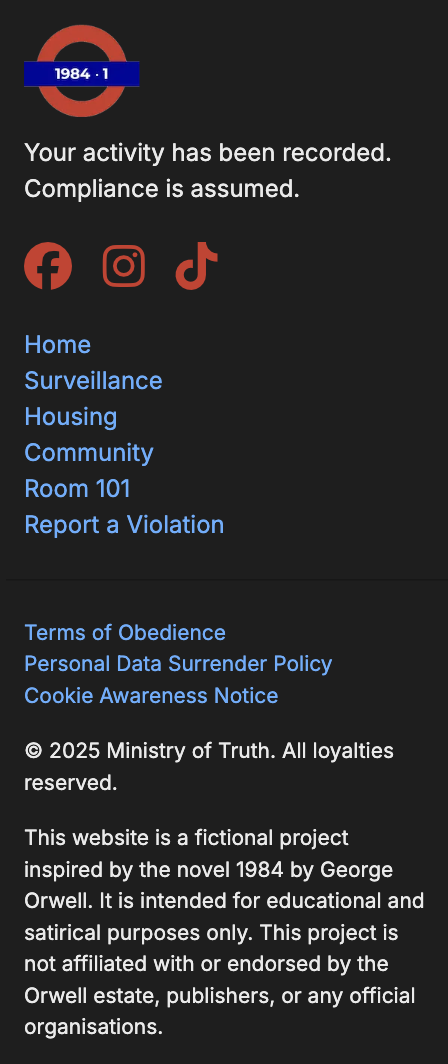 1984 · 1
Your activity has been recorded.
Compliance is assumed.
Home
Surveillance
Housing
Community
Room 101
Report a Violation
Terms of Obedience
Personal Data Surrender Policy
Cookie Awareness Notice
© 2025 Ministry of Truth. All loyalties
reserved.
This website is a fictional project
inspired by the novel 1984 by George
Orwell. It is intended for educational and
satirical purposes only. This project is
not affiliated with or endorsed by the
Orwell estate, publishers, or any official
organisations.